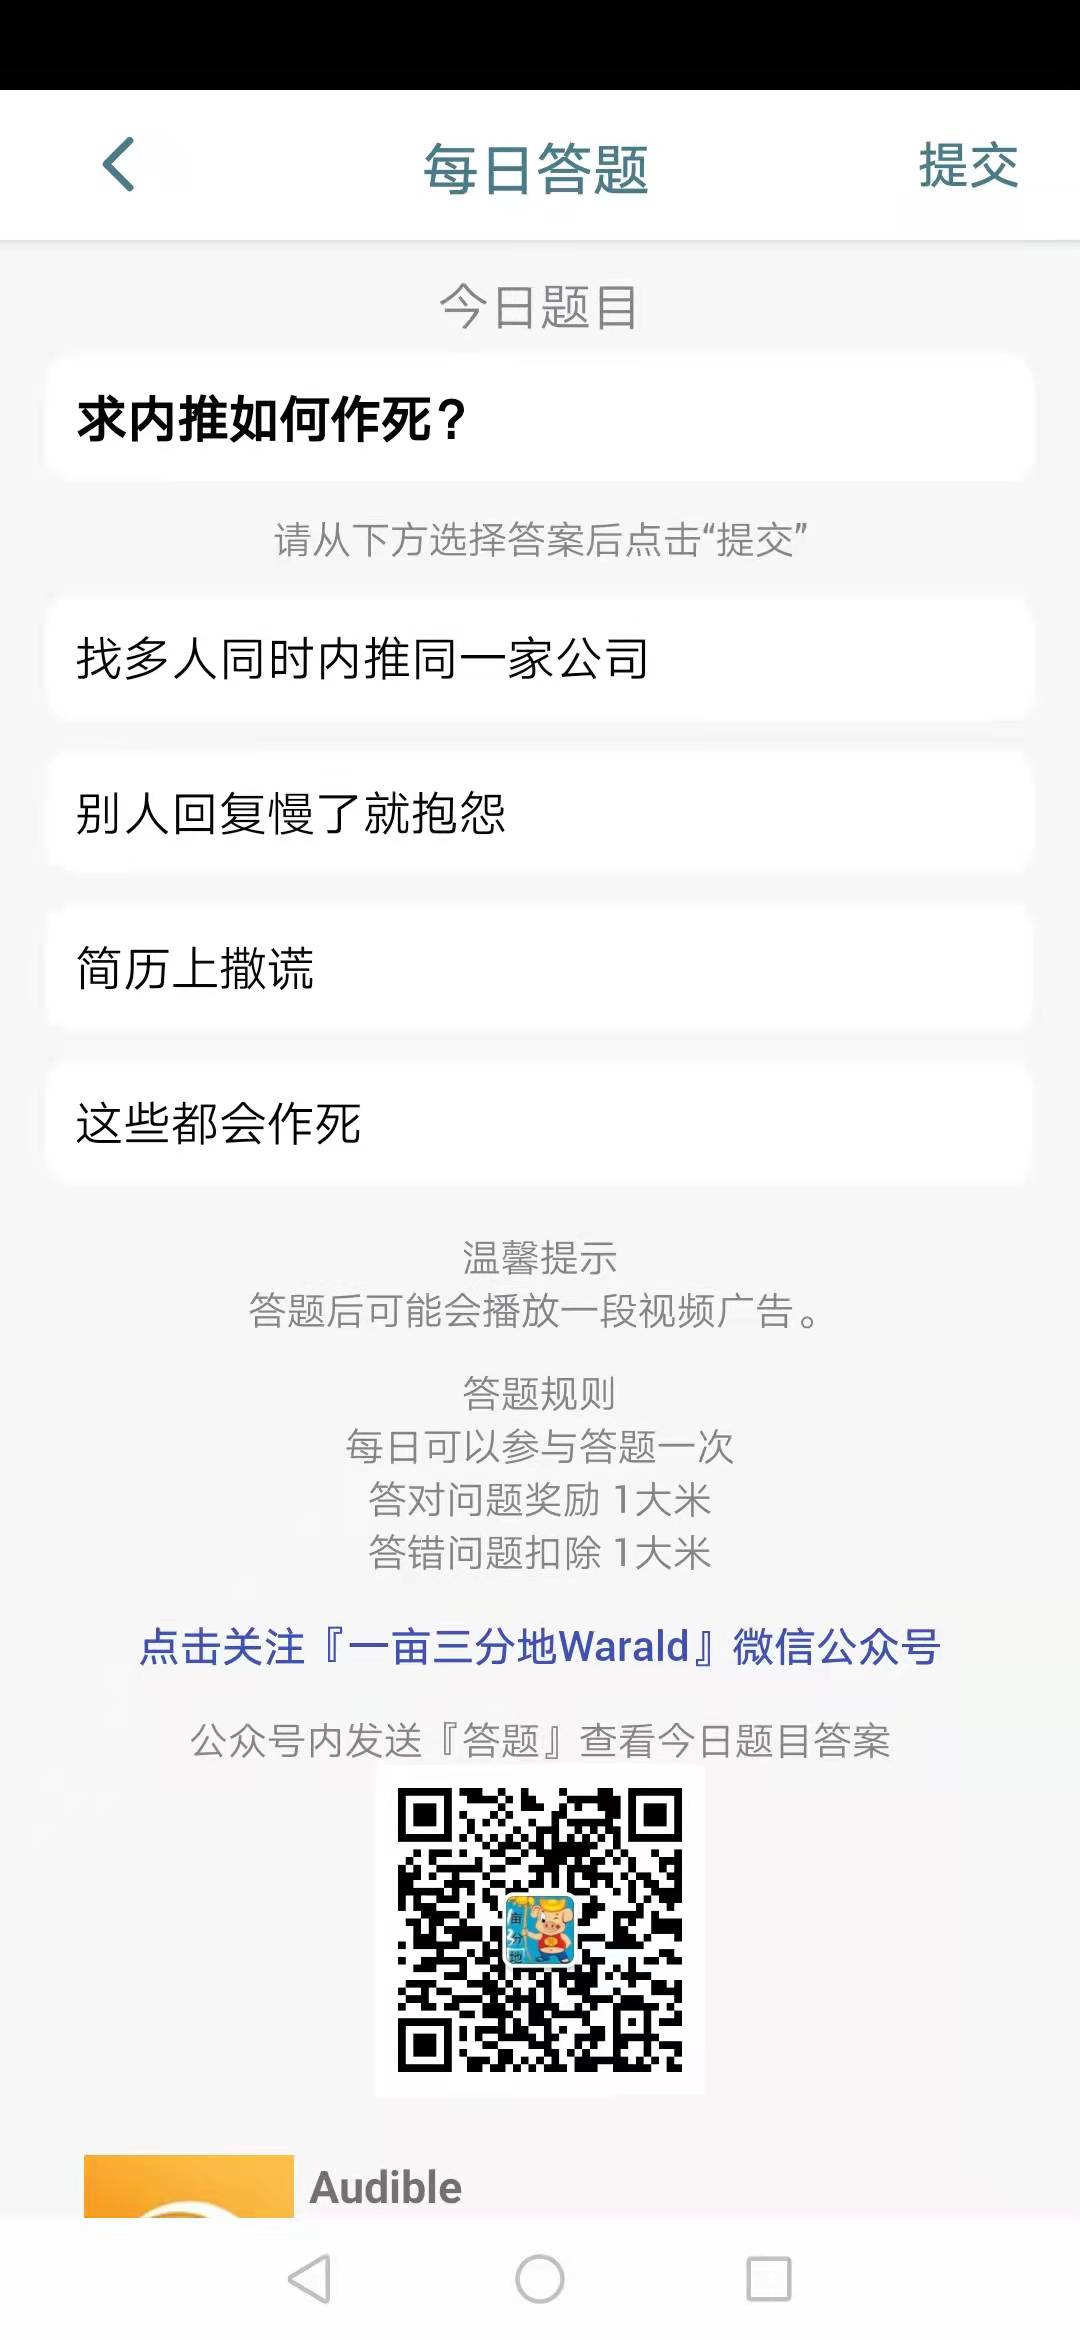 每日答题
提交
今日题目
求内推如何作死？
请从下方选择答案后点击“提交”
找多人同时内推同一家公司
别人回复慢了就抱怨
简历上撒谎
这些都会作死
温馨提示
答题后可能会播放一段视频广告。
答题规则
每日可以参与答题一次
答对问题奖励 1大米
答错问题扣除 1大米
点击关注『一亩三分地Warald』微信公众号
公众号内发送『答题』查看今日题目答案
Audible